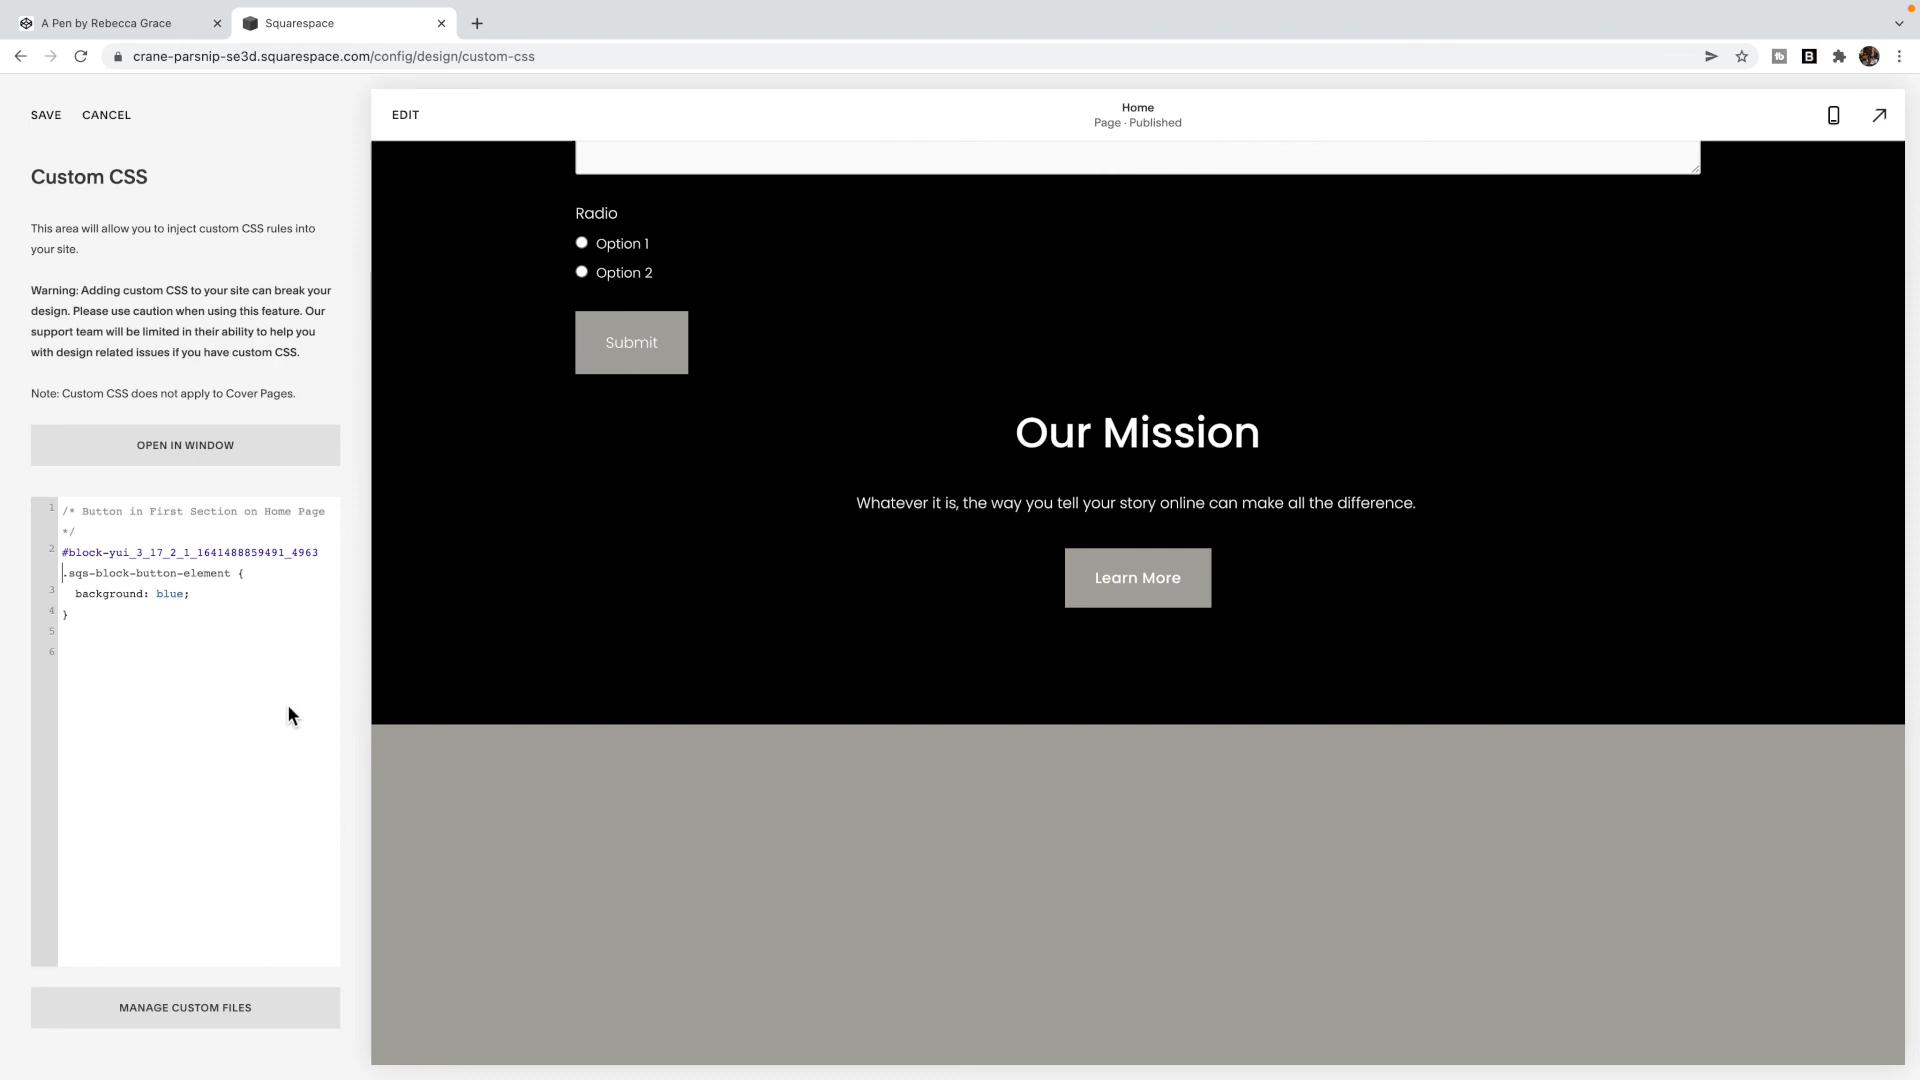 A Pen by Rebecca Grace
Squarespace
crane-parsnip-se3d.squarespace.com/config/design/custom-css
SAVE
CANCEL
Custom CSS
This area will allow you to inject custom CSS rules into
your site.
Warning: Adding custom CSS to your site can break your
design. Please use caution when using this feature. Our
support team will be limited in their ability to help you
with design related issues if you have custom CSS.
Note: Custom CSS does not apply to Cover Pages.
OPEN IN WINDOW
1 /* Button in First Section on Home Page
*/
2 #block-yui_3_17_2_1_1641488859491_4963
.sqs-block-button-element {
3 background: blue;
4 }
5
6
MANAGE CUSTOM FILES
EDIT
Home
Page · Published
Radio
Option 1
Option 2
Submit
Our Mission
Whatever it is, the way you tell your story online can make all the difference.
Learn More